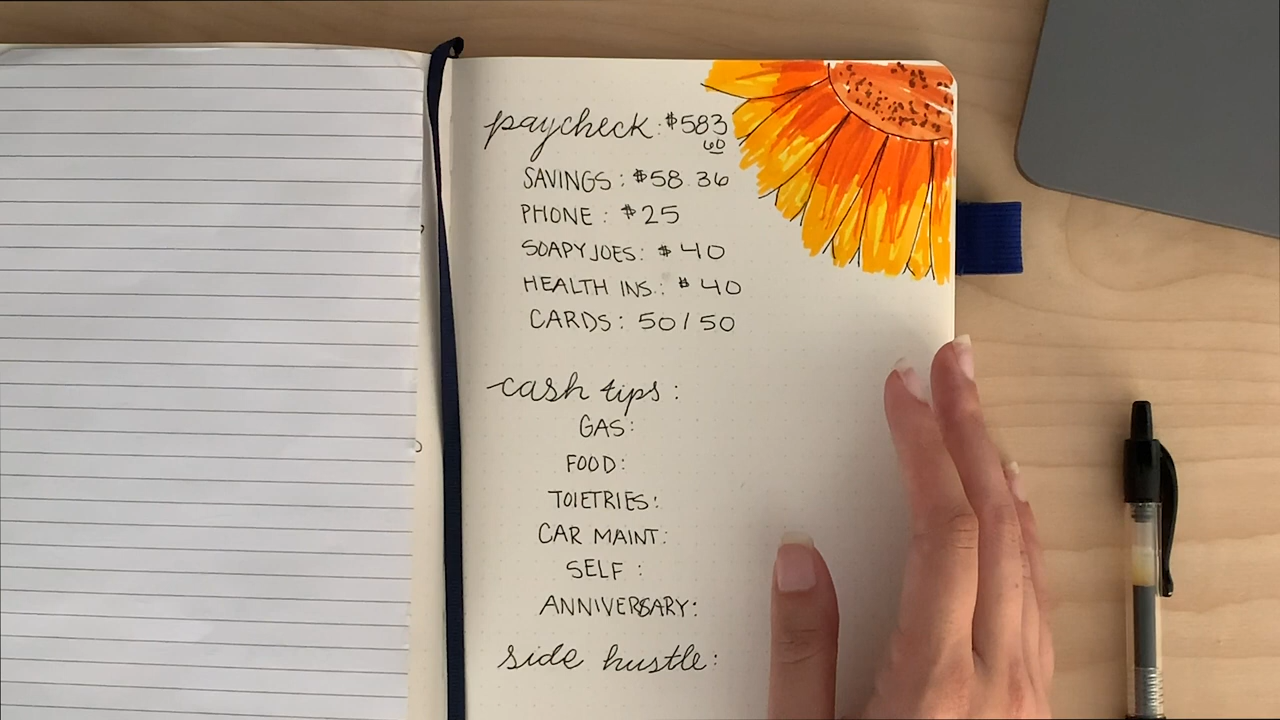 paycheck: $583
60
SAVINGS: $58.36
PHONE: $25
SOAPY JOES: $40
HEALTH INS.: $40
CARDS: 50/50
cash tips:
GAS:
FOOD:
TOIETRIES:
CAR MAINT:
SELF:
ANNIVERSARY:
side hustle: